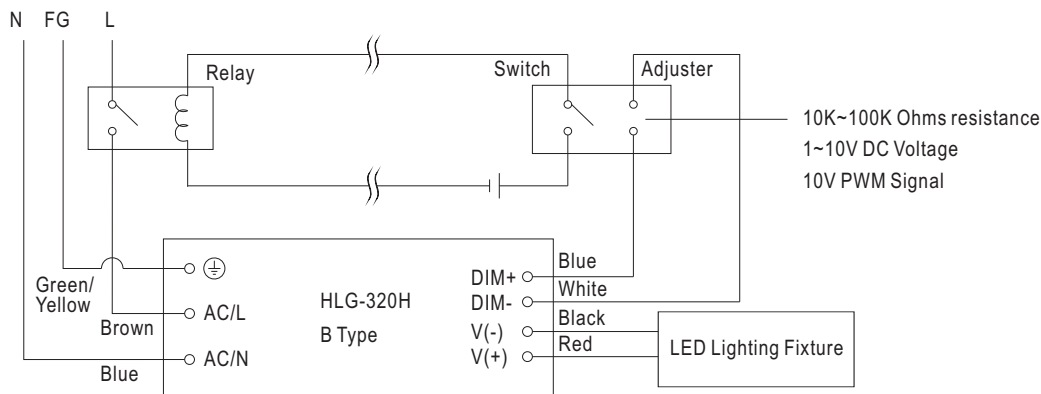 N FG L
Relay
Switch
Adjuster
10K~100K Ohms resistance
1~10V DC Voltage
10V PWM Signal
Green/
Yellow
Brown
Blue
AC/L
AC/N
HLG-320H
B Type
DIM+
DIM-
V(-)
V(+)
Blue
White
Black
Red
LED Lighting Fixture